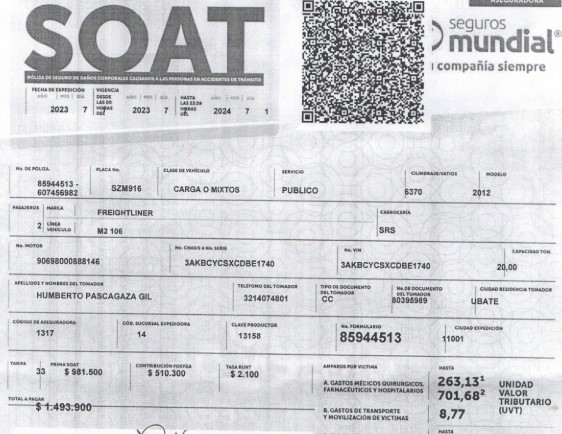 ASEGURADORA
SOAT
seguros
mundial
compañía siempre
PÓLIZA DE SEGURO DE DAÑOS CORPORALES CAUSADOS A LAS PERSONAS EN ACCIDENTES DE TRÁNSITO
FECHA DE EXPEDICIÓN VIGENCIA
AÑO MES DÍA DESDE LAS 00 HORAS DEL AÑO MES DÍA HASTA LAS 23:59 HORAS DEL AÑO MES DÍA
2023 7 2023 7 2024 7 1
No. DE PÓLIZA PLACA No. CLASE DE VEHÍCULO SERVICIO CILINDRAJE/VATIOS MODELO
85944513 -
607456982 SZM916 CARGA O MIXTOS PUBLICO 6370 2012
PASAJEROS MARCA FREIGHTLINER CARROCERÍA
2 LÍNEA VEHÍCULO M2 106 SRS
No. MOTOR No. CHASIS ó No. SERIE No. VIN CAPACIDAD TON.
90698000888146 3AKBCYCSXCDBE1740 3AKBCYCSXCDBE1740 20,00
APELLIDOS Y NOMBRES DEL TOMADOR TELÉFONO DEL TOMADOR TIPO DE DOCUMENTO DEL TOMADOR No. DE DOCUMENTO DEL TOMADOR CIUDAD RESIDENCIA TOMADOR
HUMBERTO PASCAGAZA GIL 3214074801 CC 80395989 UBATE
CÓDIGO DE ASEGURADORA COD. SUCURSAL EXPEDIDORA CLAVE PRODUCTOR No. FORMULARIO CIUDAD EXPEDICIÓN
1317 14 13158 85944513 11001
TARIFA PRIMA SOAT CONTRIBUCIÓN FOSYGA TASA RUNT AMPAROS POR VICTIMA HASTA
33 $ 981.500 $ 510.300 $ 2.100
A. GASTOS MÉDICOS QUIRURGICOS, FARMACÉUTICOS Y HOSPITALARIOS 263,13¹
701,68²
UNIDAD
VALOR
TRIBUTARIO
(UVT)
TOTAL A PAGAR
$ 1.493.900
B. GASTOS DE TRANSPORTE Y MOVILIZACIÓN DE VICTIMAS 8,77
HASTA